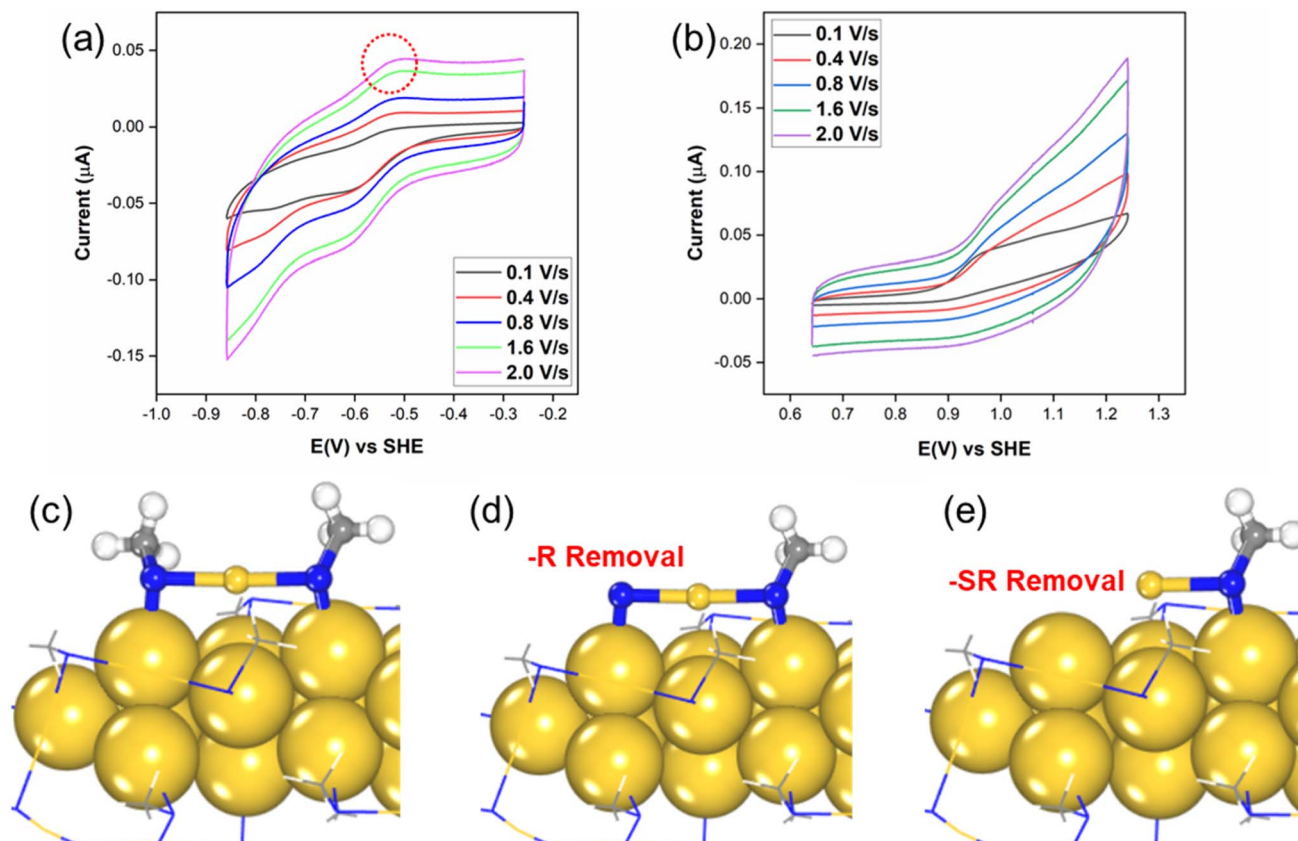 (a)
0.05
0.00
-0.05
-0.10
-0.15
Current (μA)
0.1 V/s
0.4 V/s
0.8 V/s
1.6 V/s
2.0 V/s
-1.0 -0.9 -0.8 -0.7 -0.6 -0.5 -0.4 -0.3 -0.2
E(V) vs SHE
(b)
0.20
0.15
0.10
0.05
0.00
-0.05
Current (μA)
0.1 V/s
0.4 V/s
0.8 V/s
1.6 V/s
2.0 V/s
0.6 0.7 0.8 0.9 1.0 1.1 1.2 1.3
E(V) vs SHE
(c)
(d)
-R Removal
(e)
-SR Removal